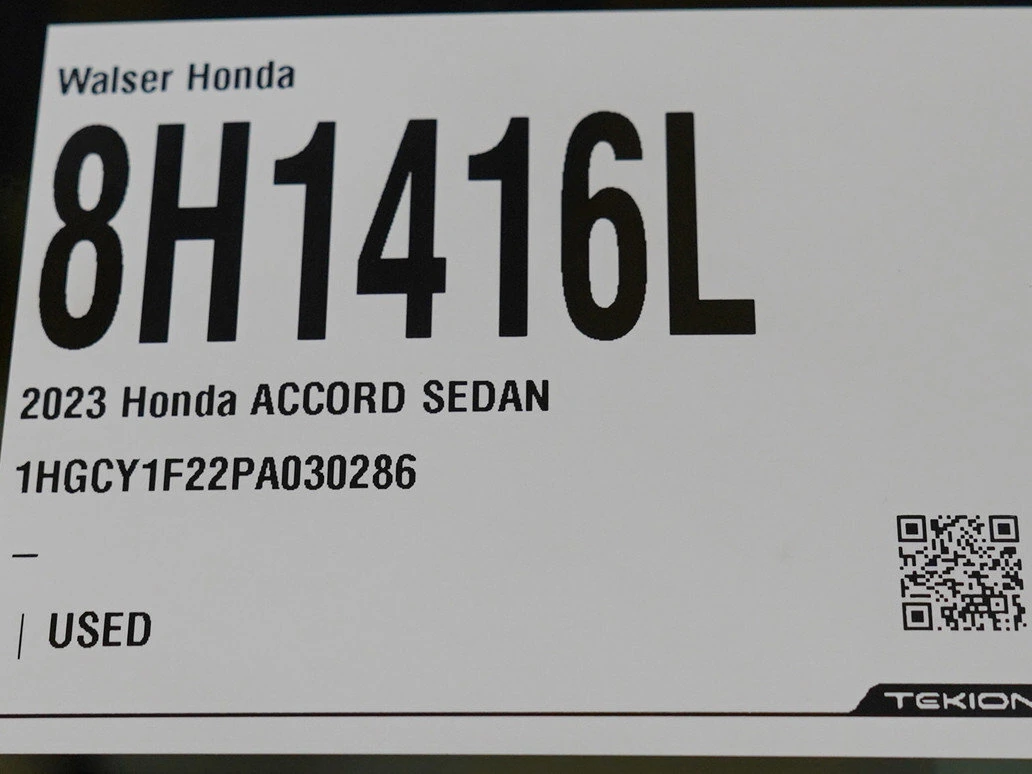 Walser Honda
8H1416L
2023 Honda ACCORD SEDAN
1HGCY1F22PA030286
–
| USED
TEKION